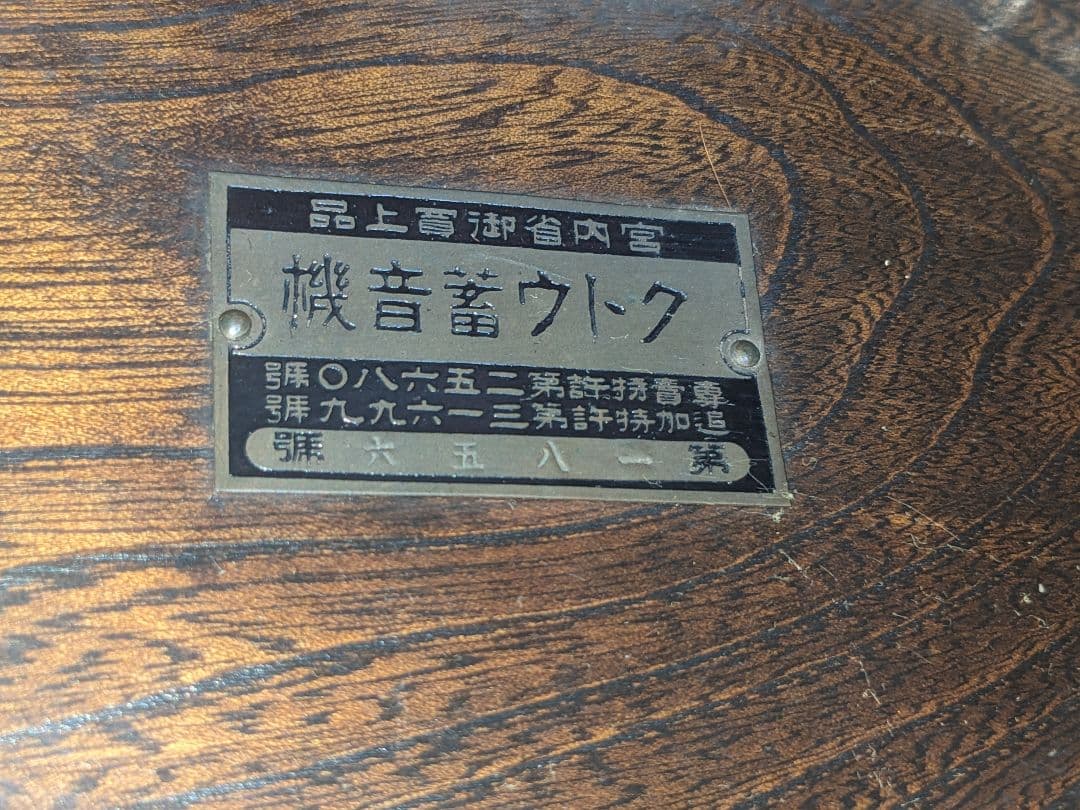 宮内省御買上品
クトウ蓄音機
専賣特許第二五六八〇號
追加特許第三一六九九號
第一八五六號